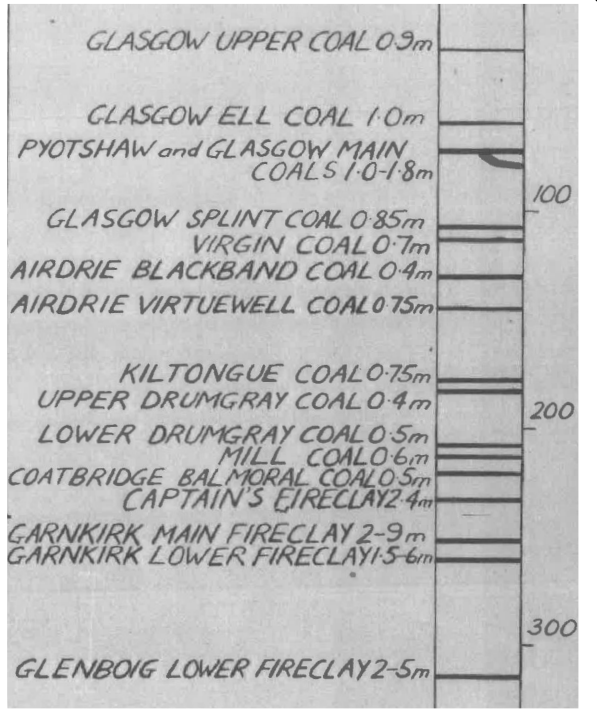 GLASGOW UPPER COAL 0.9m
GLASGOW ELL COAL 1.0m
PYOTSHAW and GLASGOW MAIN
COALS 1.0-1.8m
100
GLASGOW SPLINT COAL 0.85m
VIRGIN COAL 0.7m
AIRDRIE BLACKBAND COAL 0.4m
AIRDRIE VIRTUEWELL COAL 0.75m
KILTONGUE COAL 0.75m
UPPER DRUMGRAY COAL 0.4m
200
LOWER DRUMGRAY COAL 0.5m
MILL COAL 0.6m
COATBRIDGE BALMORAL COAL 0.5m
CAPTAIN'S FIRECLAY 2.4m
GARNKIRK MAIN FIRECLAY 2-9m
GARNKIRK LOWER FIRECLAY 1.5-6m
300
GLENBOIG LOWER FIRECLAY 2-5m